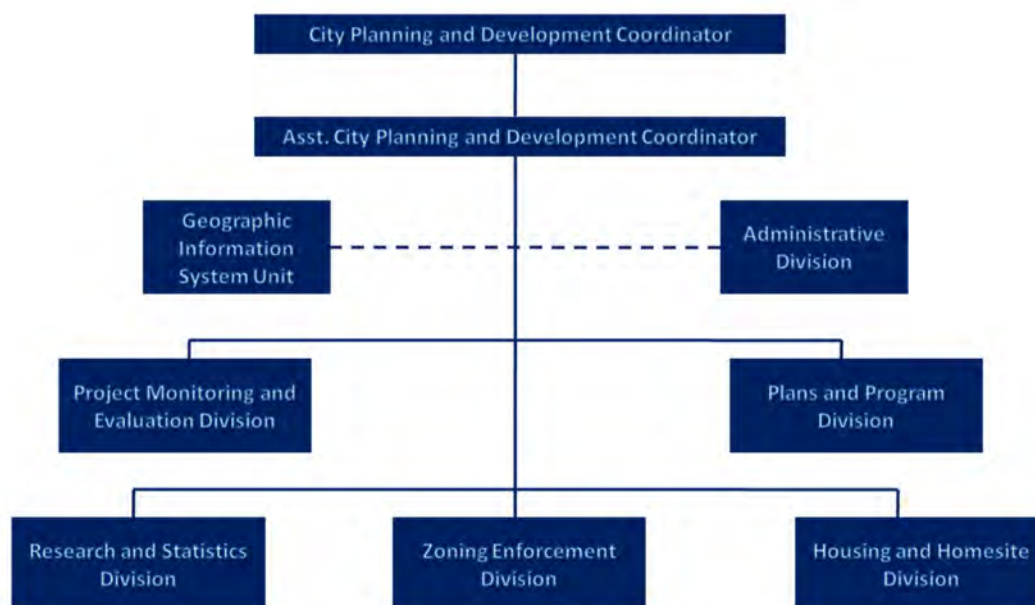 City Planning and Development Coordinator
Asst. City Planning and Development Coordinator
Geographic
Information
System Unit
Administrative
Division
Project Monitoring and
Evaluation Division
Plans and Program
Division
Research and Statistics
Division
Zoning Enforcement
Division
Housing and Homesite
Division